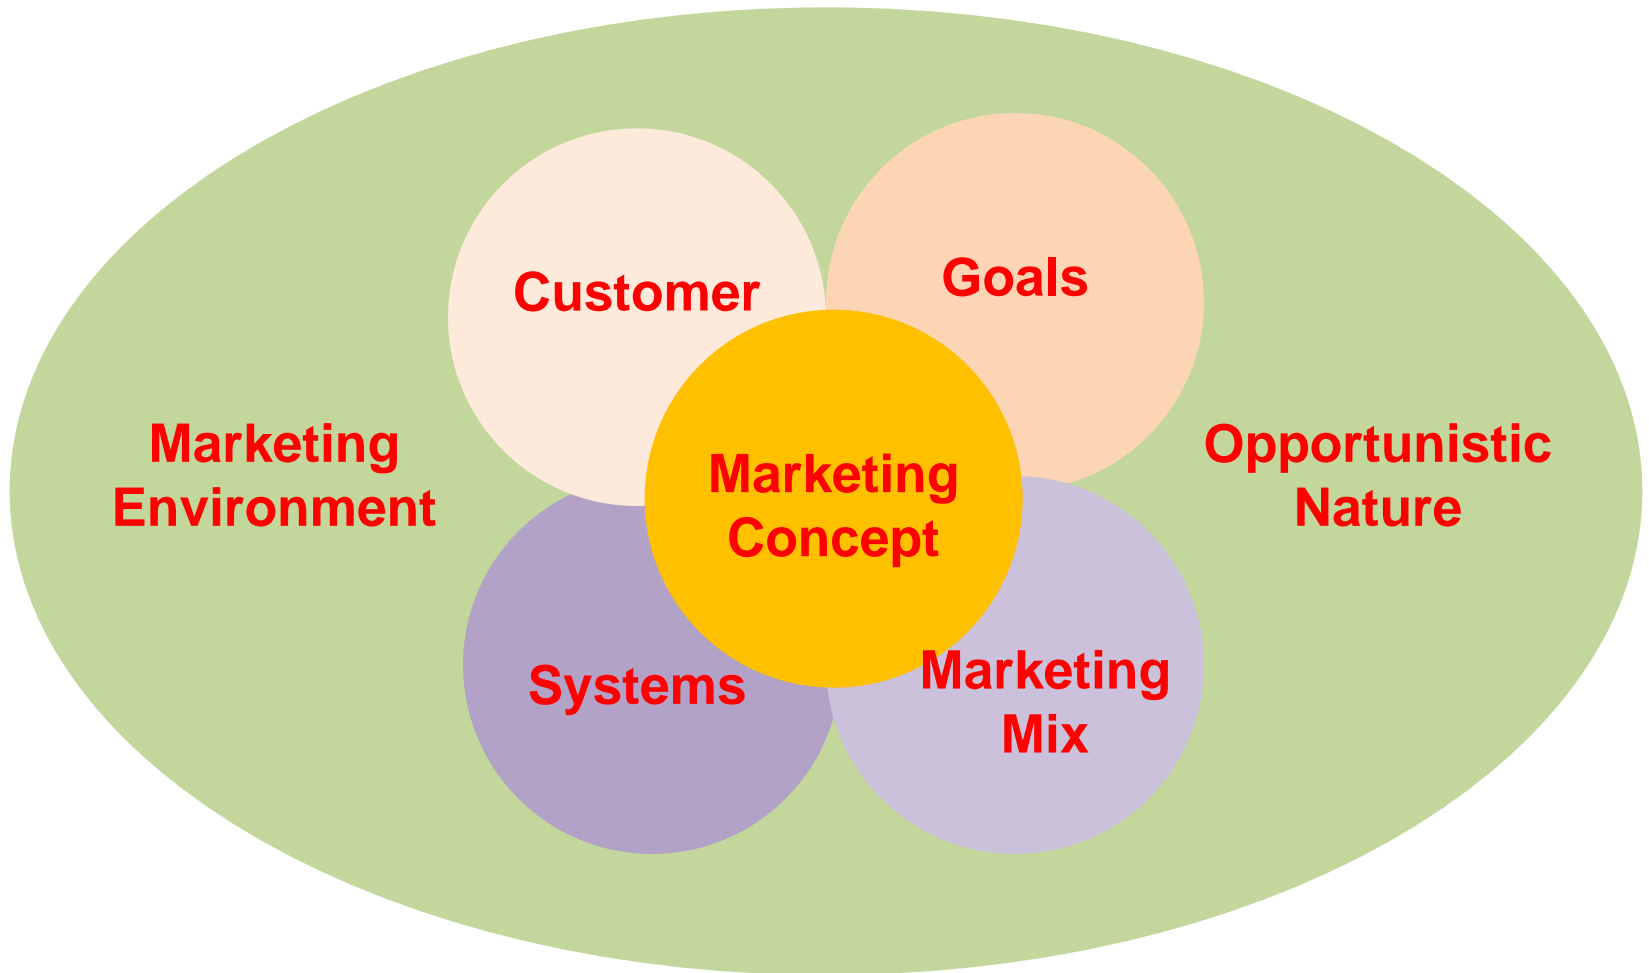 Customer
Goals
Marketing
Environment
Marketing
Concept
Opportunistic
Nature
Systems
Marketing
Mix